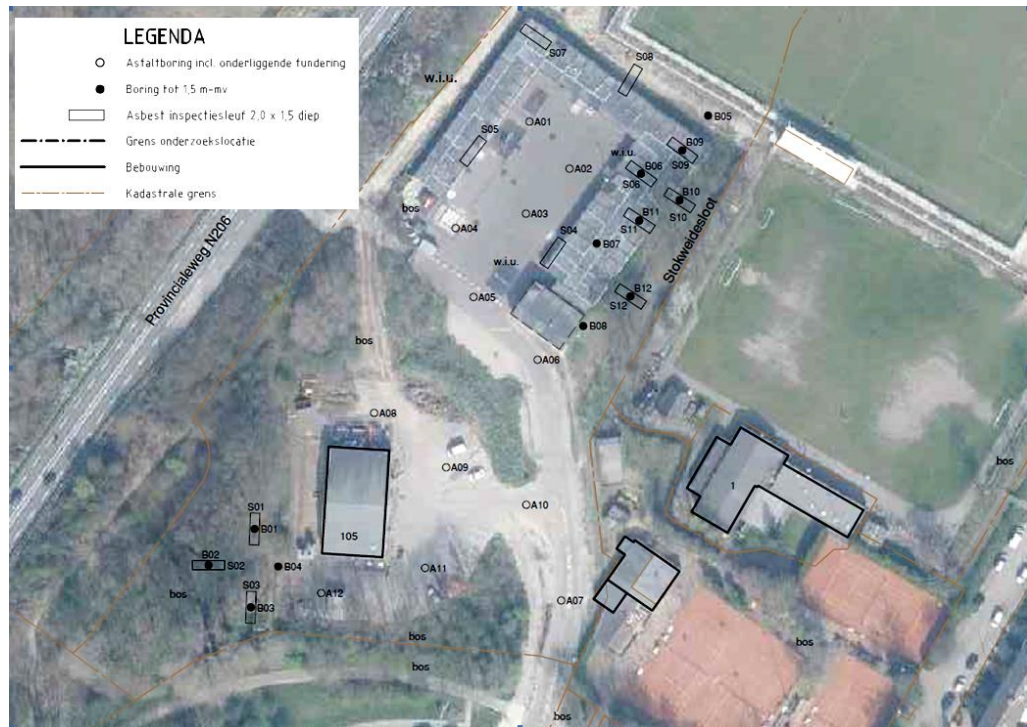 LEGENDA
Asfaltboring incl. onderliggende fundering
Boring tot 1,5 m-mv
Asbest inspectiesleuf 2,0 x 1,5 diep
Grens onderzoekslocatie
Bebouwing
Kadastrale grens
S07
w.i.u.
S08
A01
B05
S05
B09
w.i.u.
S09
A02
B06
S06
B10
bos
A03
S10
B11
A04
S11
S04
B07
w.i.u.
Stokweidesloot
Provincialeweg N206
A05
B12
S12
B08
bos
A06
A08
bos
A09
1
A10
S01
B01
105
B02
S02
B04
A11
S03
bos
A12
B03
A07
bos
bos
bos
bos
bos